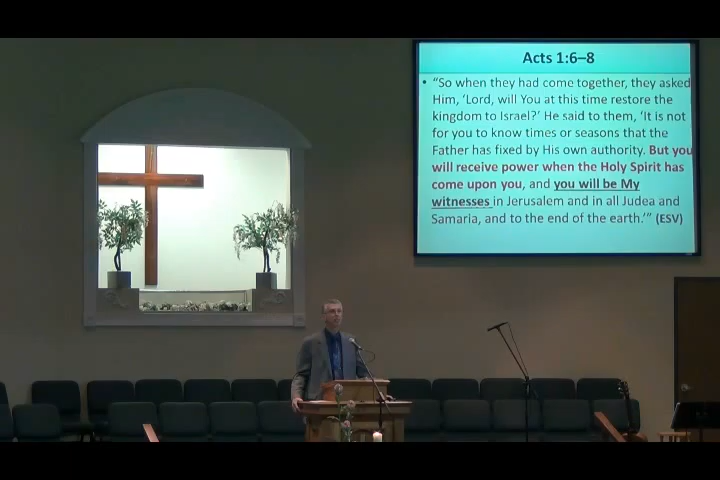 Acts 1:6–8
• “So when they had come together, they asked
Him, ‘Lord, will You at this time restore the
kingdom to Israel?’ He said to them, ‘It is not
for you to know times or seasons that the
Father has fixed by His own authority. But you
will receive power when the Holy Spirit has
come upon you, and you will be My
witnesses in Jerusalem and in all Judea and
Samaria, and to the end of the earth.’” (ESV)